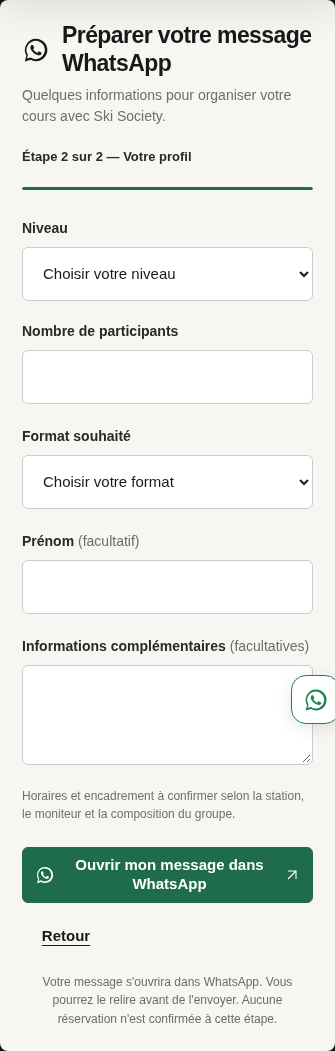 Préparer votre message
WhatsApp
Quelques informations pour organiser votre
cours avec Ski Society.
Étape 2 sur 2 — Votre profil
Niveau
Choisir votre niveau
Nombre de participants
Format souhaité
Choisir votre format
Prénom (facultatif)
Informations complémentaires (facultatives)
Horaires et encadrement à confirmer selon la station,
le moniteur et la composition du groupe.
Ouvrir mon message dans
WhatsApp
Retour
Votre message s'ouvrira dans WhatsApp. Vous
pourrez le relire avant de l'envoyer. Aucune
réservation n'est confirmée à cette étape.